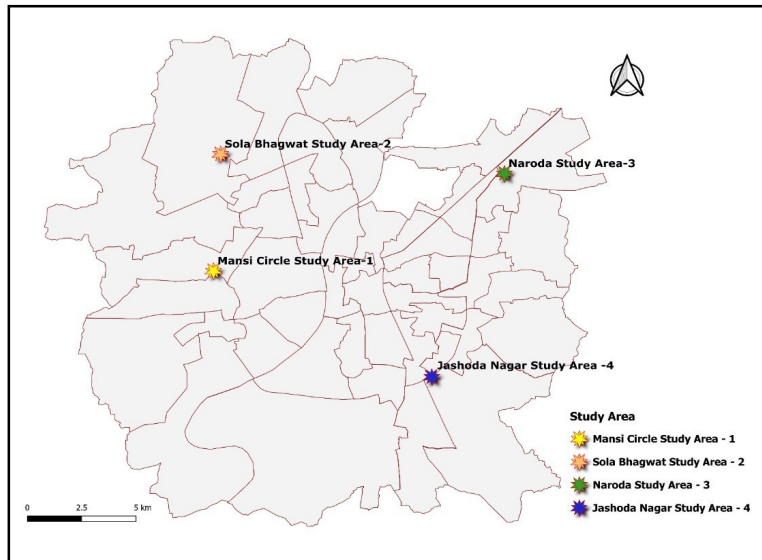 Sola Bhagwat Study Area-2
Naroda Study Area-3
Mansi Circle Study Area-1
Jashoda Nagar Study Area -4
Study Area
Mansi Circle Study Area - 1
Sola Bhagwat Study Area - 2
Naroda Study Area - 3
Jashoda Nagar Study Area - 4
0 2.5 5 km